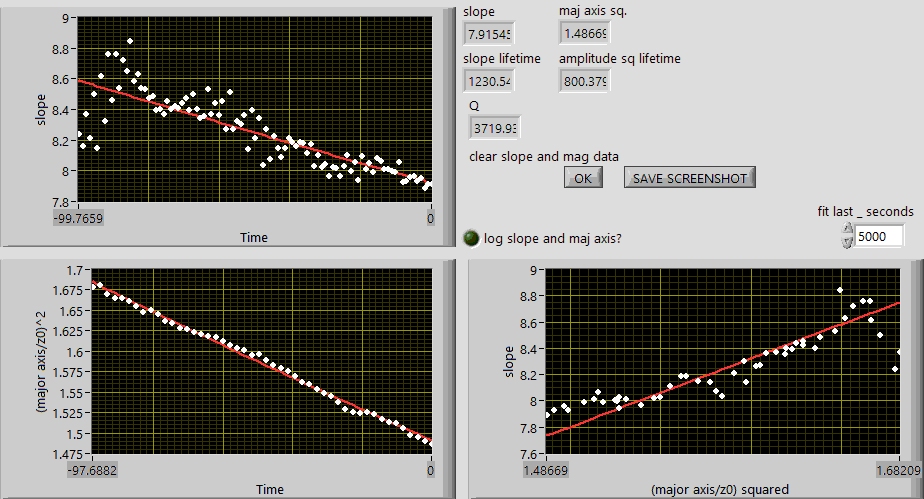 slope
7.9154
maj axis sq.
1.4866
slope lifetime
1230.54
amplitude sq lifetime
800.379
Q
3719.93
clear slope and mag data
OK
SAVE SCREENSHOT
fit last _ seconds
5000
log slope and maj axis?
slope
9
8.8
8.6
8.4
8.2
8
7.8
-99.7659
0
Time
(major axis/z0)^2
1.7
1.675
1.65
1.625
1.6
1.575
1.55
1.525
1.5
1.475
-97.6882
0
Time
slope
9
8.8
8.6
8.4
8.2
8
7.8
7.6
1.48669
1.68209
(major axis/z0) squared